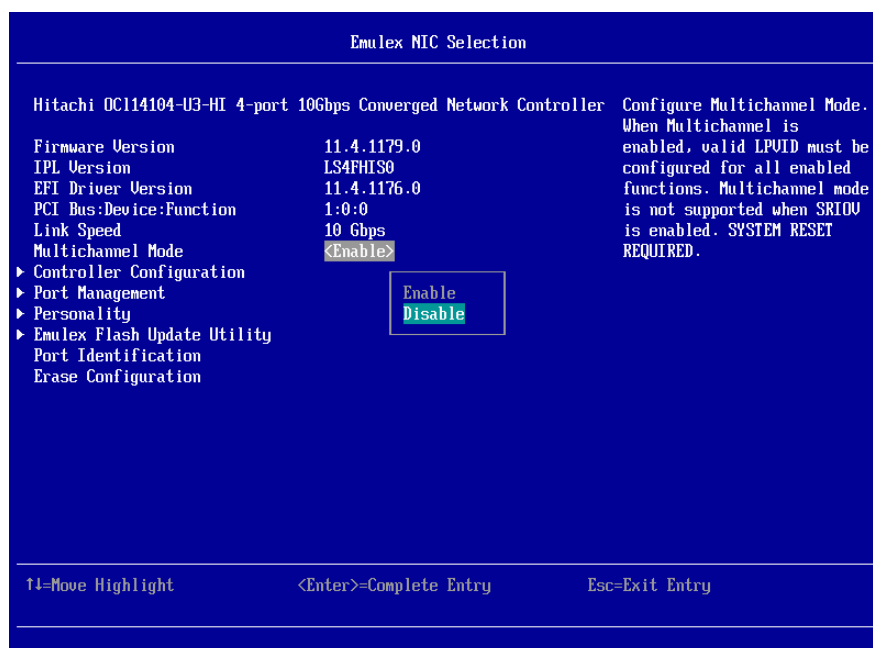 Emulex NIC Selection
Hitachi OCl14104-U3-HI 4-port 10Gbps Converged Network Controller
Firmware Version 11.4.1179.0
IPL Version LS4FHIS0
EFI Driver Version 11.4.1176.0
PCI Bus:Device:Function 1:0:0
Link Speed 10 Gbps
Multichannel Mode <Enable>
▶ Controller Configuration
▶ Port Management
▶ Personality
▶ Emulex Flash Update Utility
Port Identification
Erase Configuration
Enable
Disable
Configure Multichannel Mode.
When Multichannel is
enabled, valid LPVID must be
configured for all enabled
functions. Multichannel mode
is not supported when SRIOV
is enabled. SYSTEM RESET
REQUIRED.
↑↓=Move Highlight <Enter>=Complete Entry Esc=Exit Entry